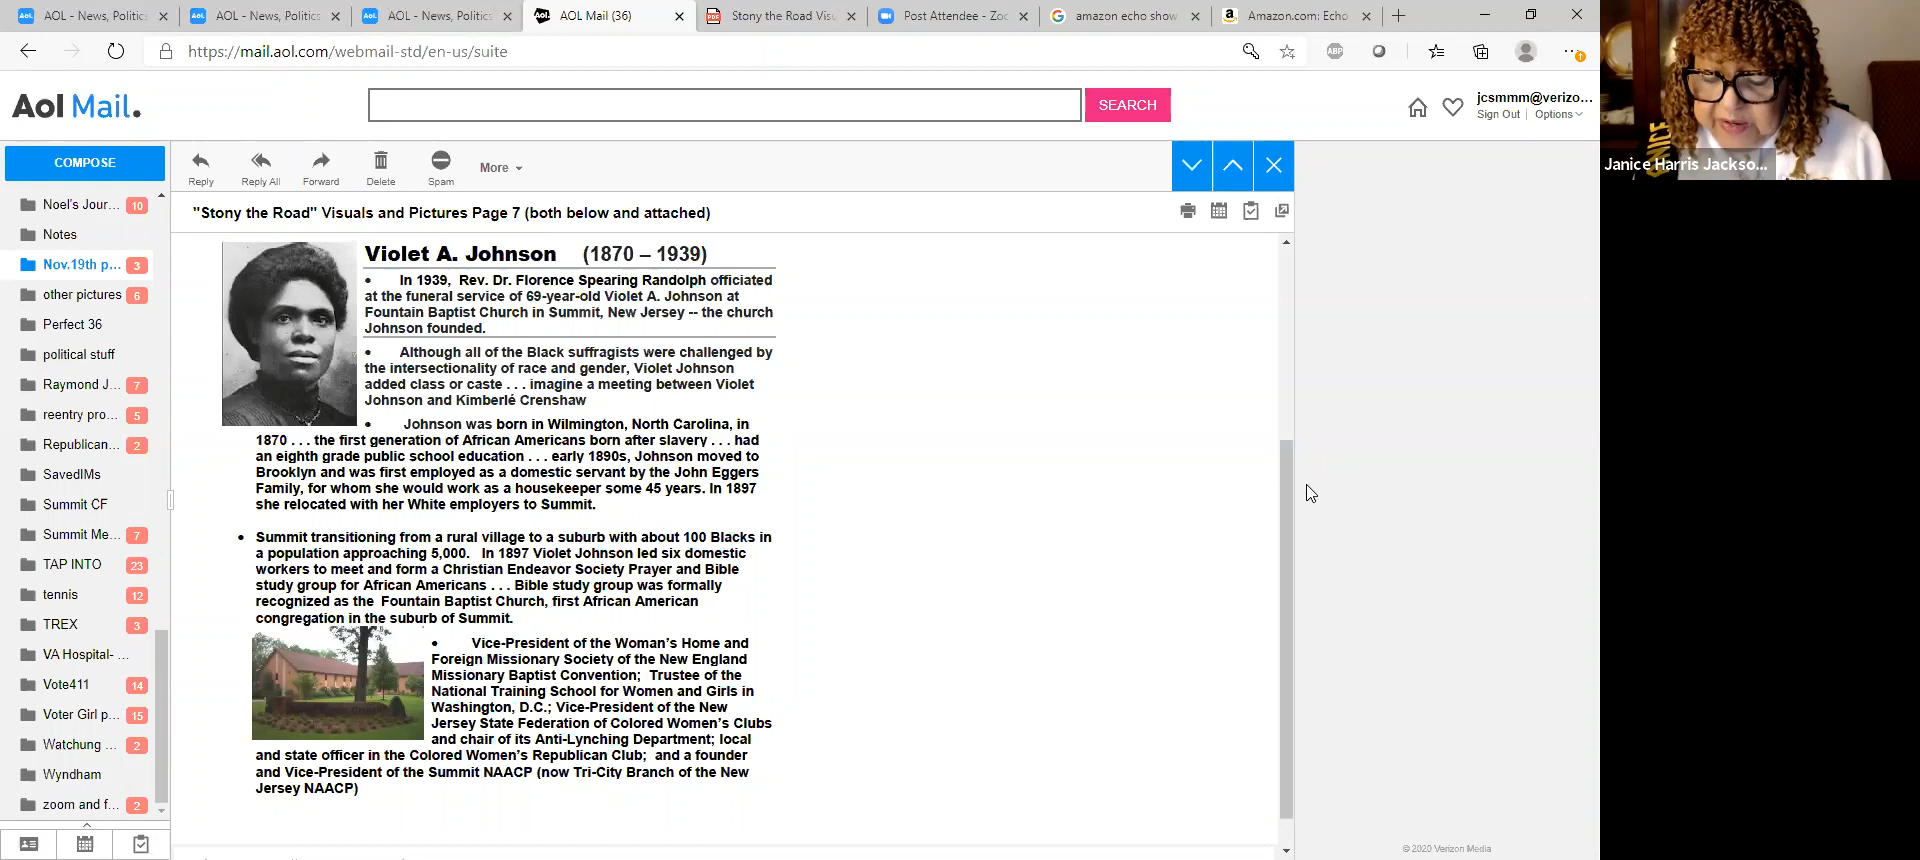 AOL - News, Politics
AOL - News, Politics
AOL - News, Politics
AOL Mail (36)
Stony the Road Visu
Post Attendee - Zoo
amazon echo show
Amazon.com: Echo
https://mail.aol.com/webmail-std/en-us/suite
ABP
Aol Mail.
SEARCH
jcsmmm@verizo...
Sign Out | Options
COMPOSE
Reply
Reply All
Forward
Delete
Spam
More
Noel's Jour... 10
Notes
Nov.19th p... 3
other pictures 6
Perfect 36
political stuff
Raymond J... 7
reentry pro... 5
Republican... 2
SavedIMs
Summit CF
Summit Me... 7
TAP INTO 23
tennis 12
TREX 3
VA Hospital- ...
Vote411 14
Voter Girl p... 15
Watchung ... 2
Wyndham
zoom and f... 2
"Stony the Road" Visuals and Pictures Page 7 (both below and attached)
Violet A. Johnson (1870 – 1939)
• In 1939, Rev. Dr. Florence Spearing Randolph officiated
at the funeral service of 69-year-old Violet A. Johnson at
Fountain Baptist Church in Summit, New Jersey -- the church
Johnson founded.
• Although all of the Black suffragists were challenged by
the intersectionality of race and gender, Violet Johnson
added class or caste . . . imagine a meeting between Violet
Johnson and Kimberlé Crenshaw
• Johnson was born in Wilmington, North Carolina, in
1870 . . . the first generation of African Americans born after slavery . . . had
an eighth grade public school education . . . early 1890s, Johnson moved to
Brooklyn and was first employed as a domestic servant by the John Eggers
Family, for whom she would work as a housekeeper some 45 years. In 1897
she relocated with her White employers to Summit.
• Summit transitioning from a rural village to a suburb with about 100 Blacks in
a population approaching 5,000. In 1897 Violet Johnson led six domestic
workers to meet and form a Christian Endeavor Society Prayer and Bible
study group for African Americans . . . Bible study group was formally
recognized as the Fountain Baptist Church, first African American
congregation in the suburb of Summit.
• Vice-President of the Woman's Home and
Foreign Missionary Society of the New England
Missionary Baptist Convention; Trustee of the
National Training School for Women and Girls in
Washington, D.C.; Vice-President of the New
Jersey State Federation of Colored Women's Clubs
and chair of its Anti-Lynching Department; local
and state officer in the Colored Women's Republican Club; and a founder
and Vice-President of the Summit NAACP (now Tri-City Branch of the New
Jersey NAACP)
© 2020 Verizon Media
Janice Harris Jackso...